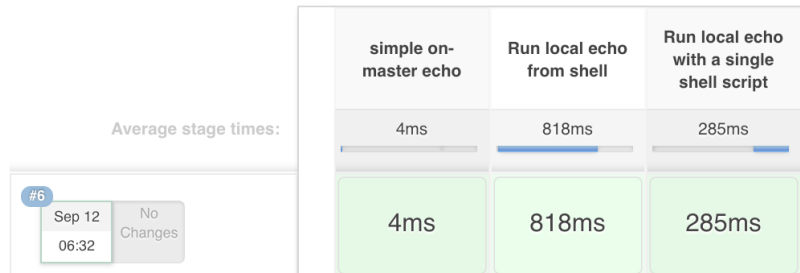 simple on-
master echo
Run local echo
from shell
Run local echo
with a single
shell script
Average stage times:
4ms
818ms
285ms
#6
Sep 12
06:32
No
Changes
4ms
818ms
285ms